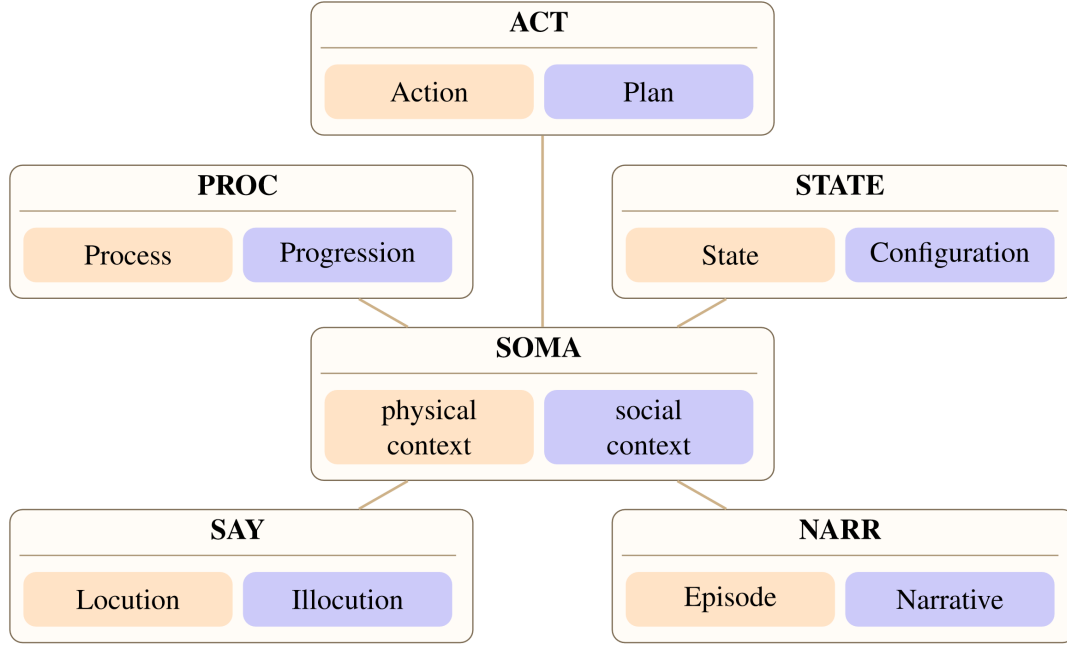 ACT
Action
Plan
PROC
Process
Progression
STATE
State
Configuration
SOMA
physical
context
social
context
SAY
Locution
Illocution
NARR
Episode
Narrative